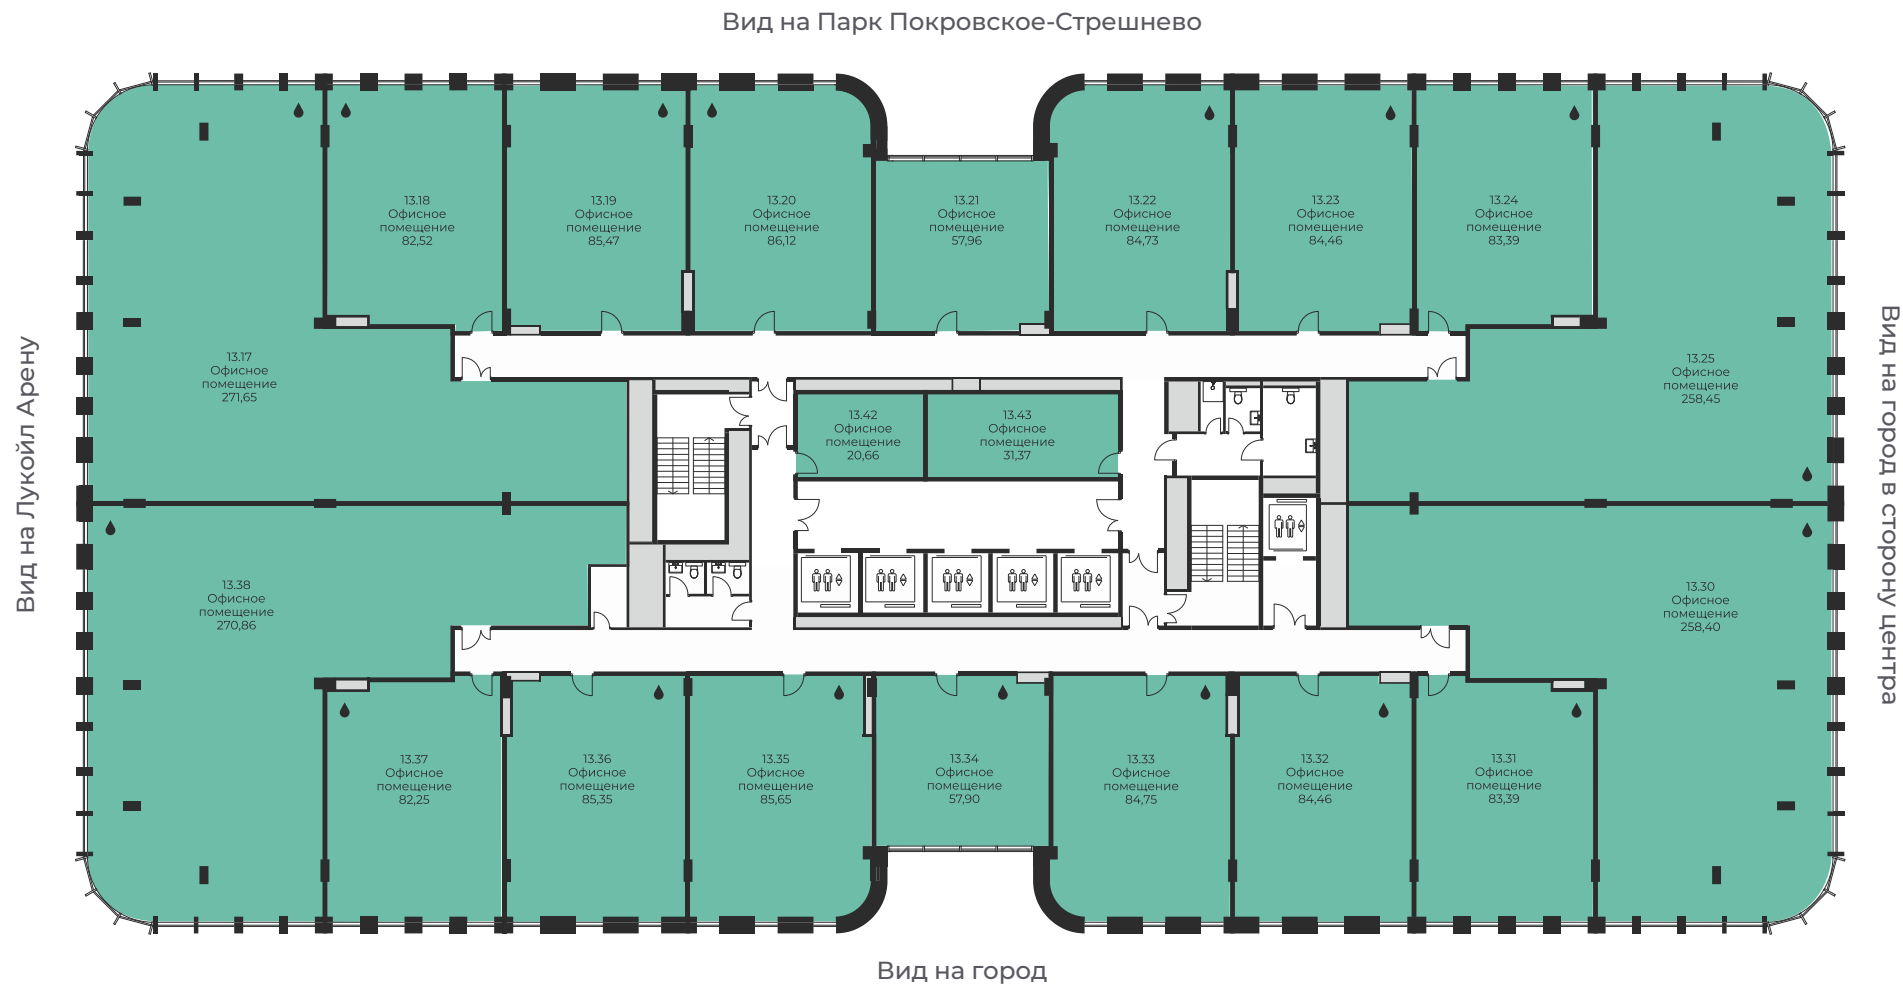 Вид на Парк Покровское-Стрешнево
13.18
Офисное
помещение
82,52
13.19
Офисное
помещение
85,47
13.20
Офисное
помещение
86,12
13.21
Офисное
помещение
57,96
13.22
Офисное
помещение
84,73
13.23
Офисное
помещение
84,46
13.24
Офисное
помещение
83,39
13.17
Офисное
помещение
271,65
13.25
Офисное
помещение
258,45
13.42
Офисное
помещение
20,66
13.43
Офисное
помещение
31,37
Вид на Лукойл Арену
Вид на город в сторону центра
13.38
Офисное
помещение
270,86
13.30
Офисное
помещение
258,40
13.37
Офисное
помещение
82,25
13.36
Офисное
помещение
85,35
13.35
Офисное
помещение
85,65
13.34
Офисное
помещение
57,90
13.33
Офисное
помещение
84,75
13.32
Офисное
помещение
84,46
13.31
Офисное
помещение
83,39
Вид на город